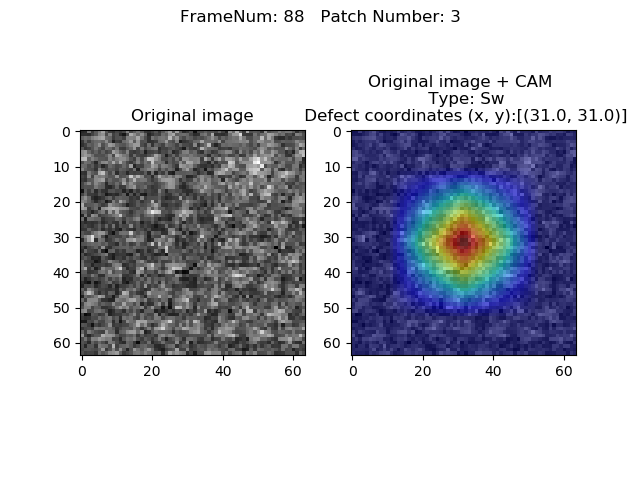 FrameNum: 88   Patch Number: 3
Original image
0
10
20
30
40
50
60
0 20 40 60
Original image + CAM
Type: Sw
Defect coordinates (x, y):[(31.0, 31.0)]
0
10
20
30
40
50
60
0 20 40 60